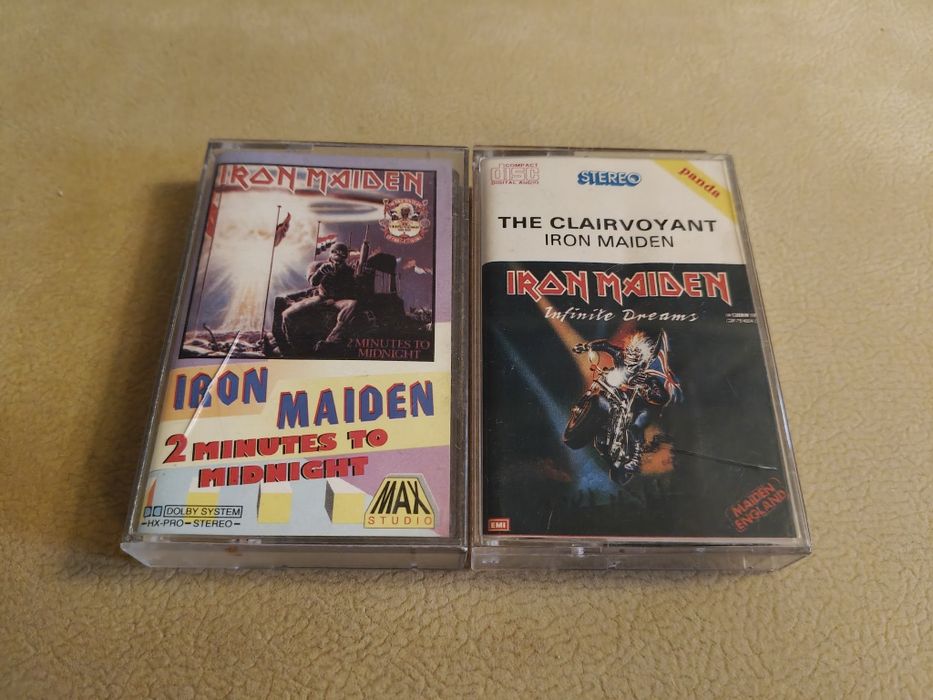 IRON MAIDEN
2 MINUTES TO
MIDNIGHT
IRON
MAIDEN
2 MINUTES TO
MIDNIGHT
DOLBY SYSTEM
-HX-PRO-STEREO-
MAX
STUDIO
COMPACT
disc
DIGITAL AUDIO
STEREO
panda
THE CLAIRVOYANT
IRON MAIDEN
IRON MAIDEN
Infinite Dreams
EMI
MAIDEN
ENGLAND